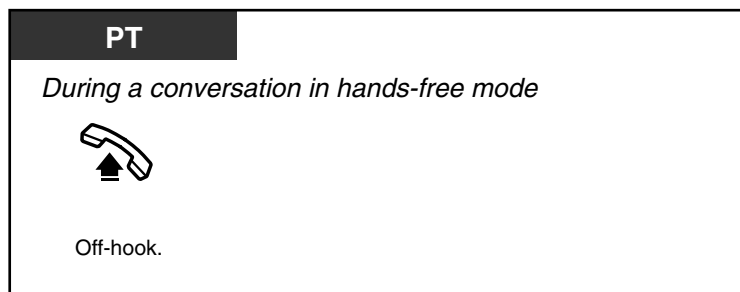 PT
During a conversation in hands-free mode
Off-hook.